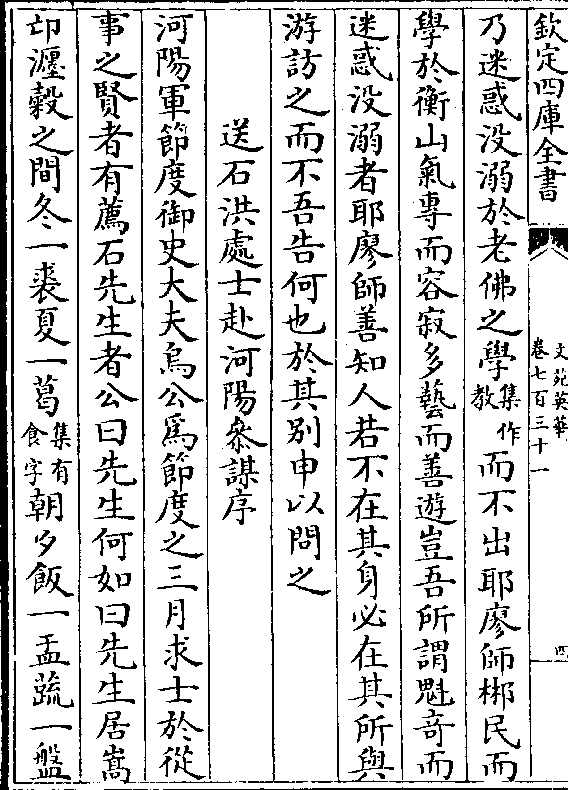 欽定四庫全書
文苑英華
卷七百三十一
四
乃迷惑没溺於老佛之學集作教而不出耶廖師郴民而
學於衡山氣專而容寂多藝而善遊豈吾所謂魁竒而
迷惑没溺者耶廖師善知人若不在其身必在其所與
游訪之而不吾告何也於其别申以問之
送石洪處士赴河陽叅謀序
河陽軍節度御史大夫烏公為節度之三月求士於從
事之賢者有薦石先生者公曰先生何如曰先生居嵩
邙瀍穀之間冬一裘夏一葛集有食字朝夕飯一盂蔬一盤